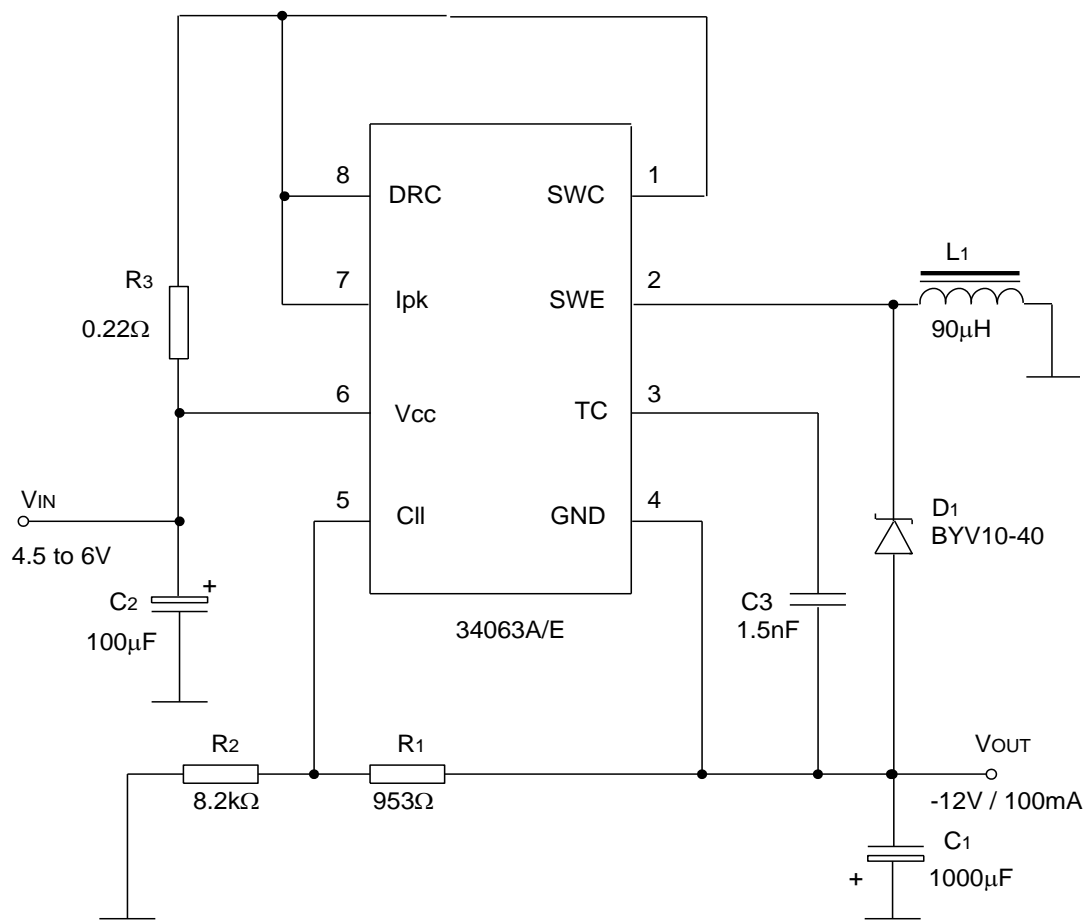 8
DRC
SWC
1
L1
R3
7
Ipk
SWE
2
0.22Ω
90μH
6
Vcc
TC
3
VIN
5
CII
GND
4
D1
BYV10-40
4.5 to 6V
+
C2
100μF
C3
1.5nF
34063A/E
R2
R1
VOUT
8.2kΩ
953Ω
-12V / 100mA
C1
+
1000μF